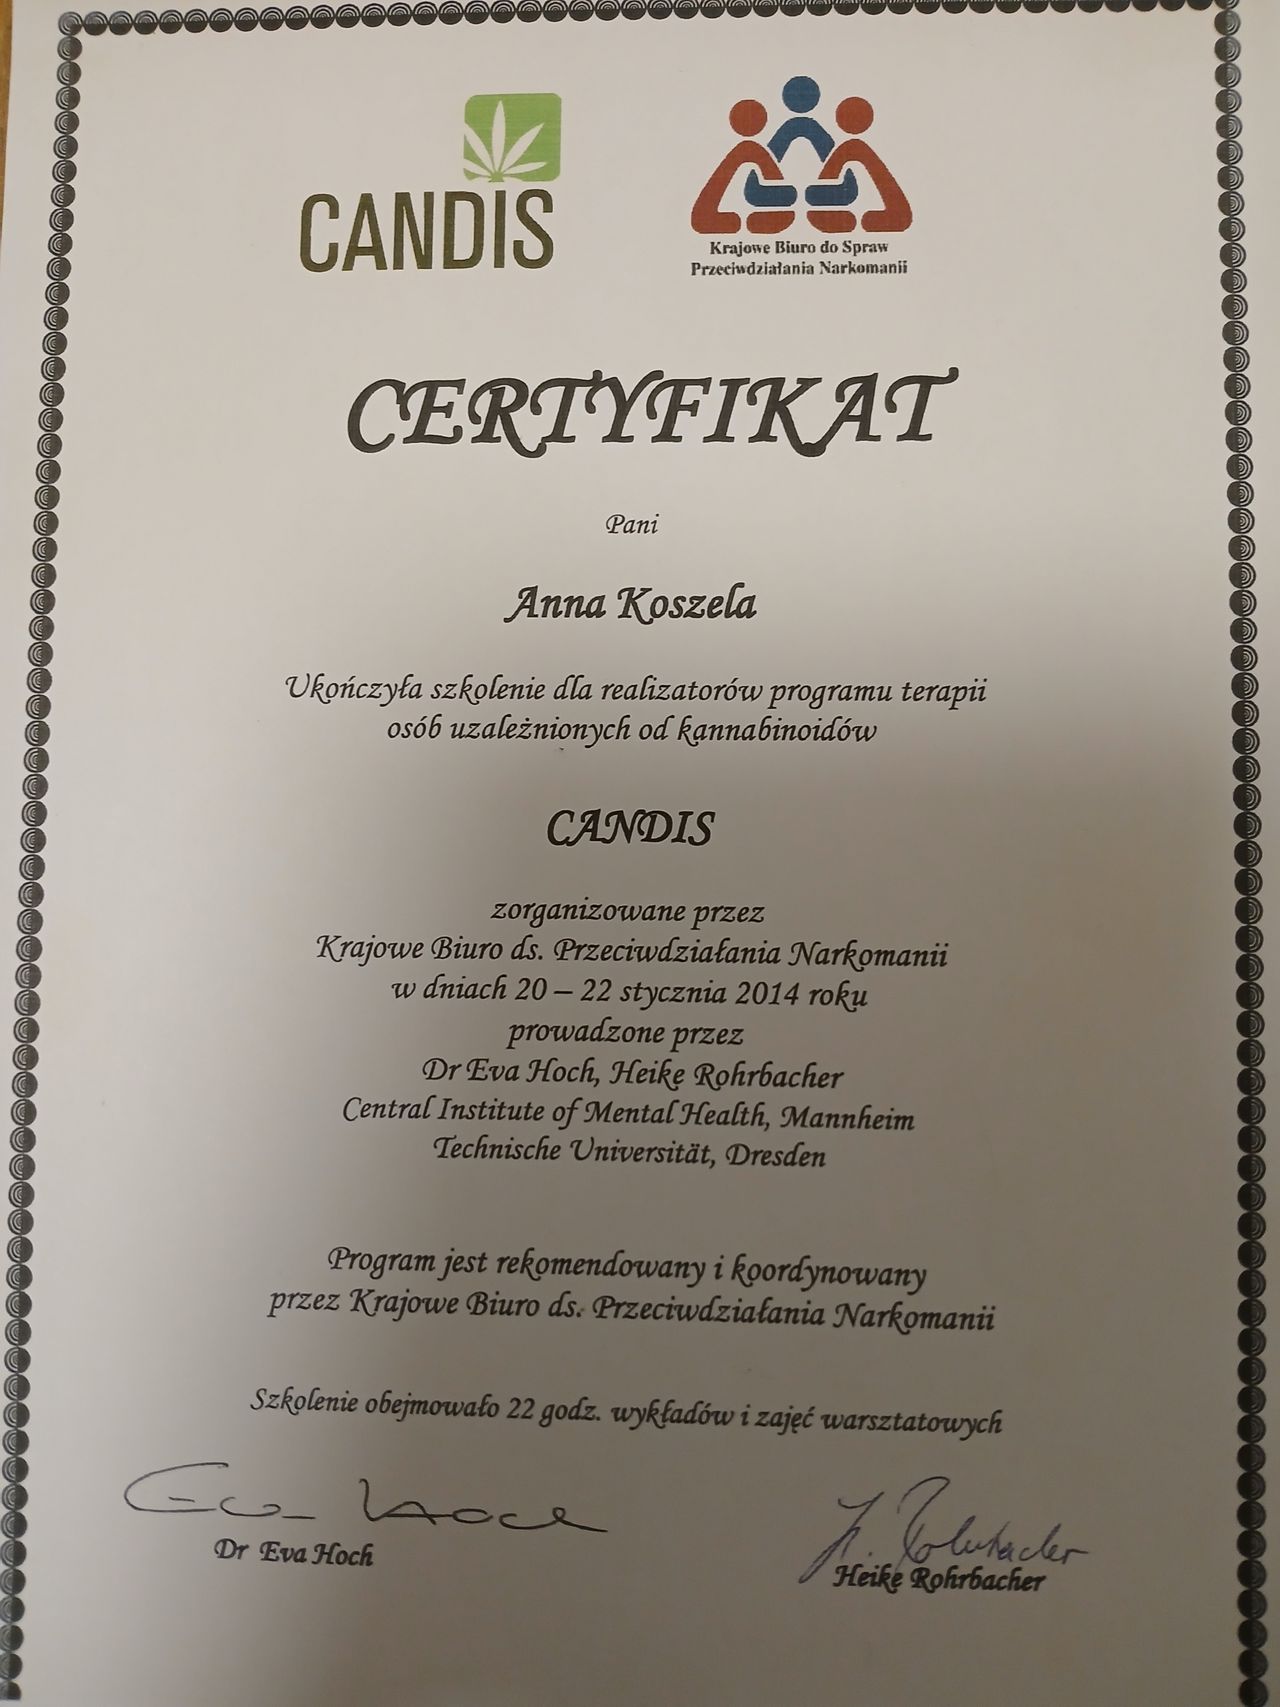 CANDIS
Krajowe Biuro do Spraw
Przeciwdziałania Narkomanii
CERTYFIKAT
Pani
Anna Koszela
Ukończyła szkolenie dla realizatorów programu terapii
osób uzależnionych od kannabinoidów
CANDIS
zorganizowane przez
Krajowe Biuro ds. Przeciwdziałania Narkomanii
w dniach 20 – 22 stycznia 2014 roku
prowadzone przez
Dr Eva Hoch, Heike Rohrbacher
Central Institute of Mental Health, Mannheim
Technische Universität, Dresden
Program jest rekomendowany i koordynowany
przez Krajowe Biuro ds. Przeciwdziałania Narkomanii
Szkolenie obejmowało 22 godz. wykładów i zajęć warsztatowych
Eva Hoch
Dr Eva Hoch
H. Rohrbacher
Heike Rohrbacher